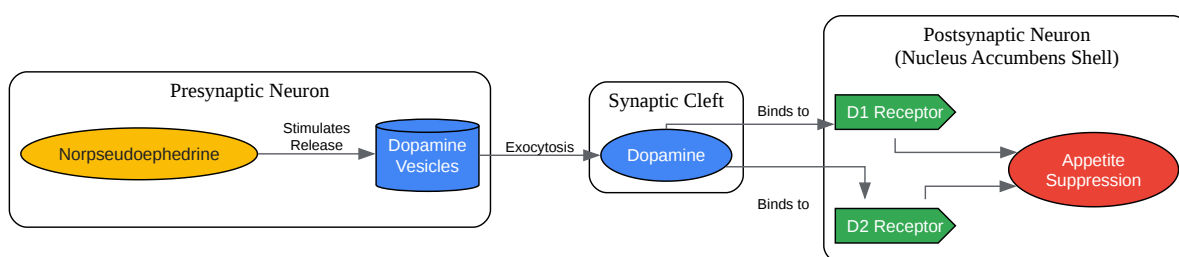 Presynaptic Neuron
Norpseudoephedrine
Stimulates
Release
Dopamine
Vesicles
Exocytosis
Synaptic Cleft
Dopamine
Binds to
Binds to
Postsynaptic Neuron
(Nucleus Accumbens Shell)
D1 Receptor
D2 Receptor
Appetite
Suppression